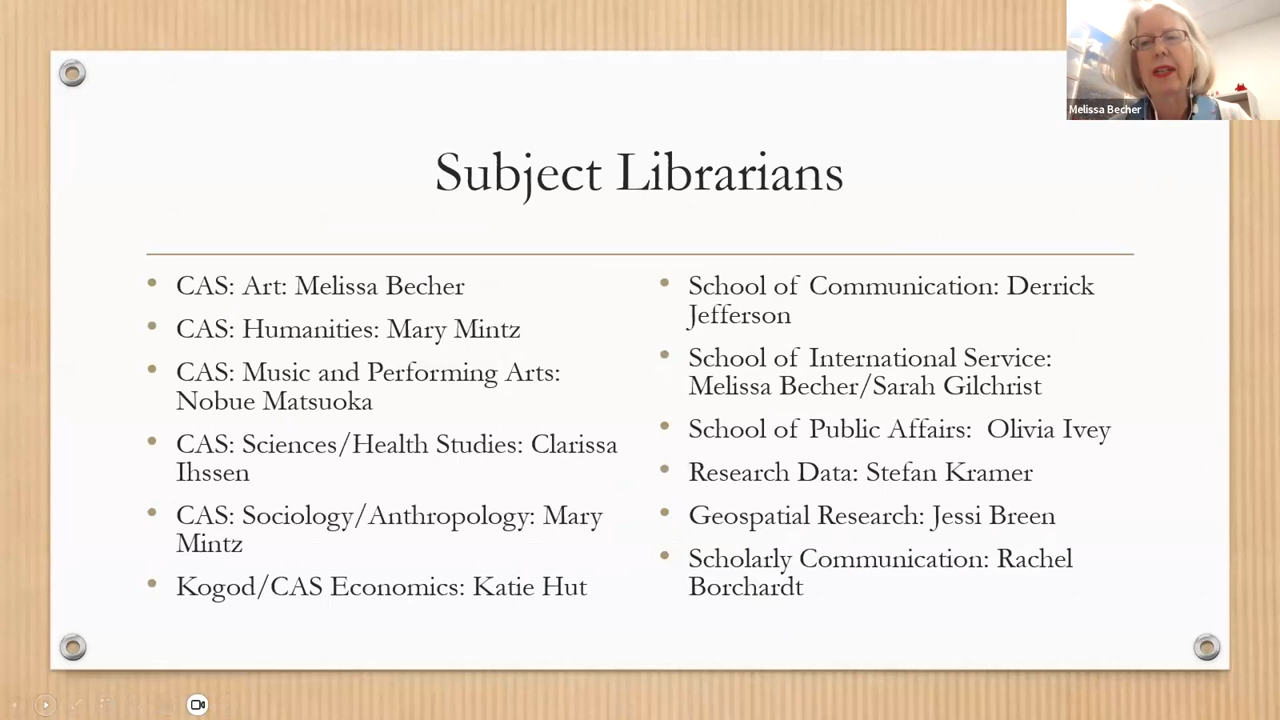 Melissa Becher
Subject Librarians
CAS: Art: Melissa Becher
CAS: Humanities: Mary Mintz
CAS: Music and Performing Arts:
Nobue Matsuoka
CAS: Sciences/Health Studies: Clarissa
Ihssen
CAS: Sociology/Anthropology: Mary
Mintz
Kogod/CAS Economics: Katie Hut
School of Communication: Derrick
Jefferson
School of International Service:
Melissa Becher/Sarah Gilchrist
School of Public Affairs: Olivia Ivey
Research Data: Stefan Kramer
Geospatial Research: Jessi Breen
Scholarly Communication: Rachel
Borchardt